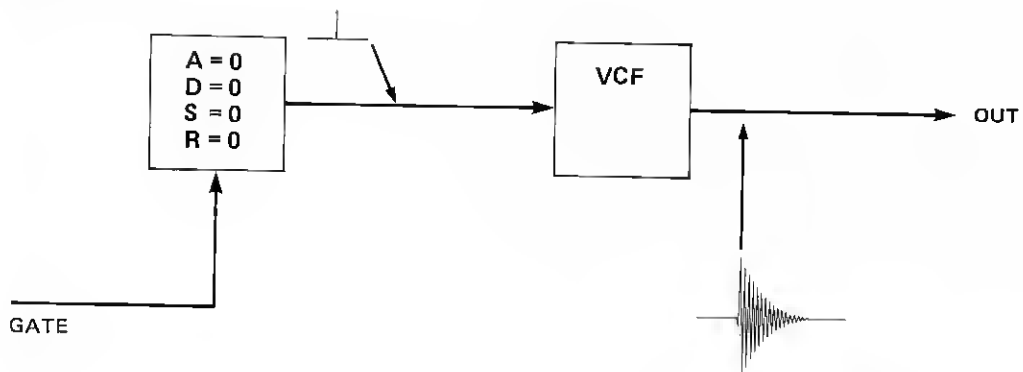 A = 0
D = 0
S = 0
R = 0
VCF
OUT
GATE